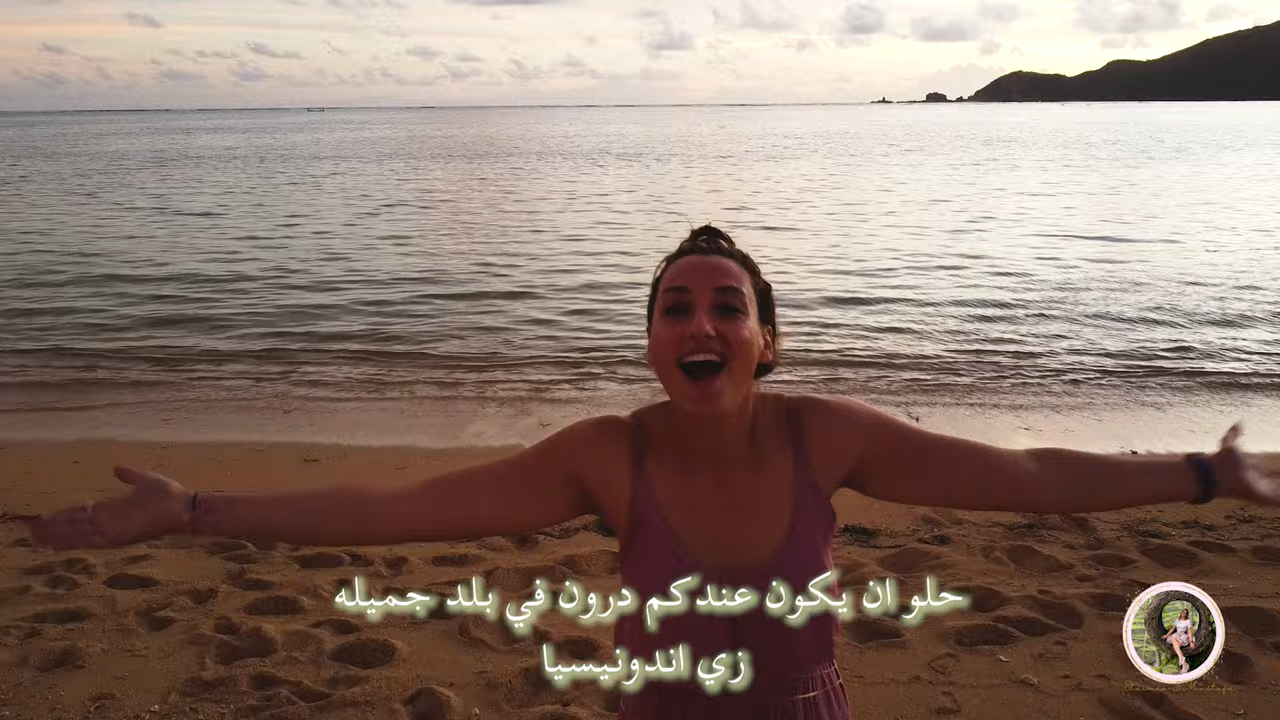 حلو ان يكون عندكم درون في بلد جميله
زي اندونيسيا